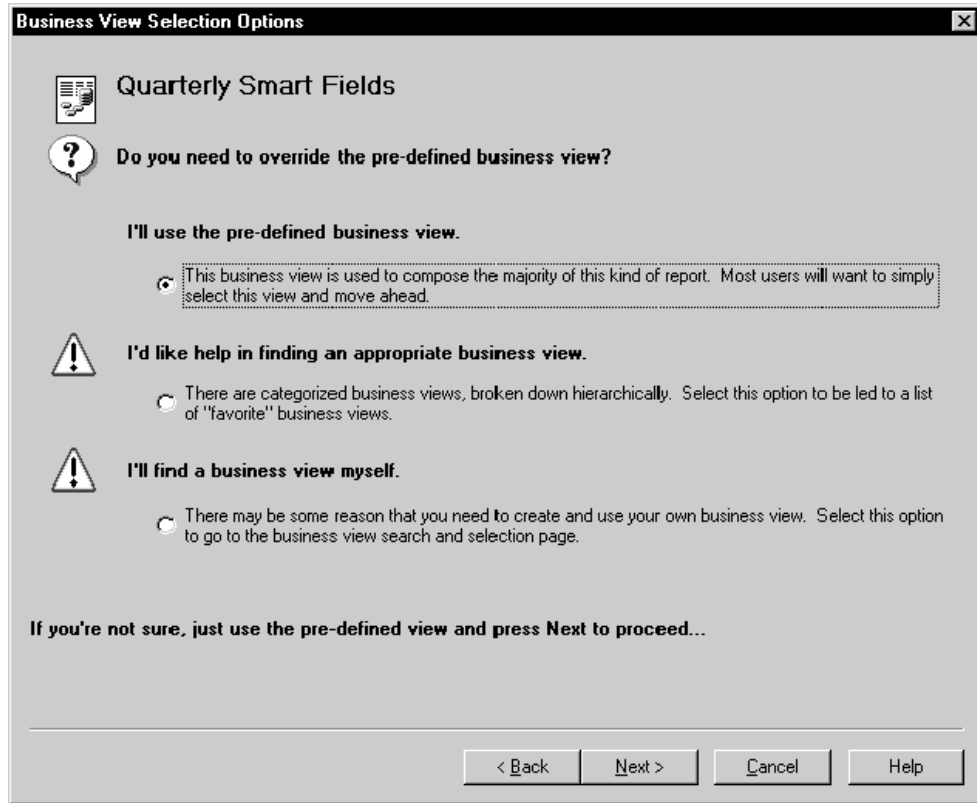 Business View Selection Options
Quarterly Smart Fields
Do you need to override the pre-defined business view?
I'll use the pre-defined business view.
This business view is used to compose the majority of this kind of report. Most users will want to simply
select this view and move ahead.
I'd like help in finding an appropriate business view.
There are categorized business views, broken down hierarchically. Select this option to be led to a list
of "favorite" business views.
I'll find a business view myself.
There may be some reason that you need to create and use your own business view. Select this option
to go to the business view search and selection page.
If you're not sure, just use the pre-defined view and press Next to proceed...
< Back Next > Cancel Help